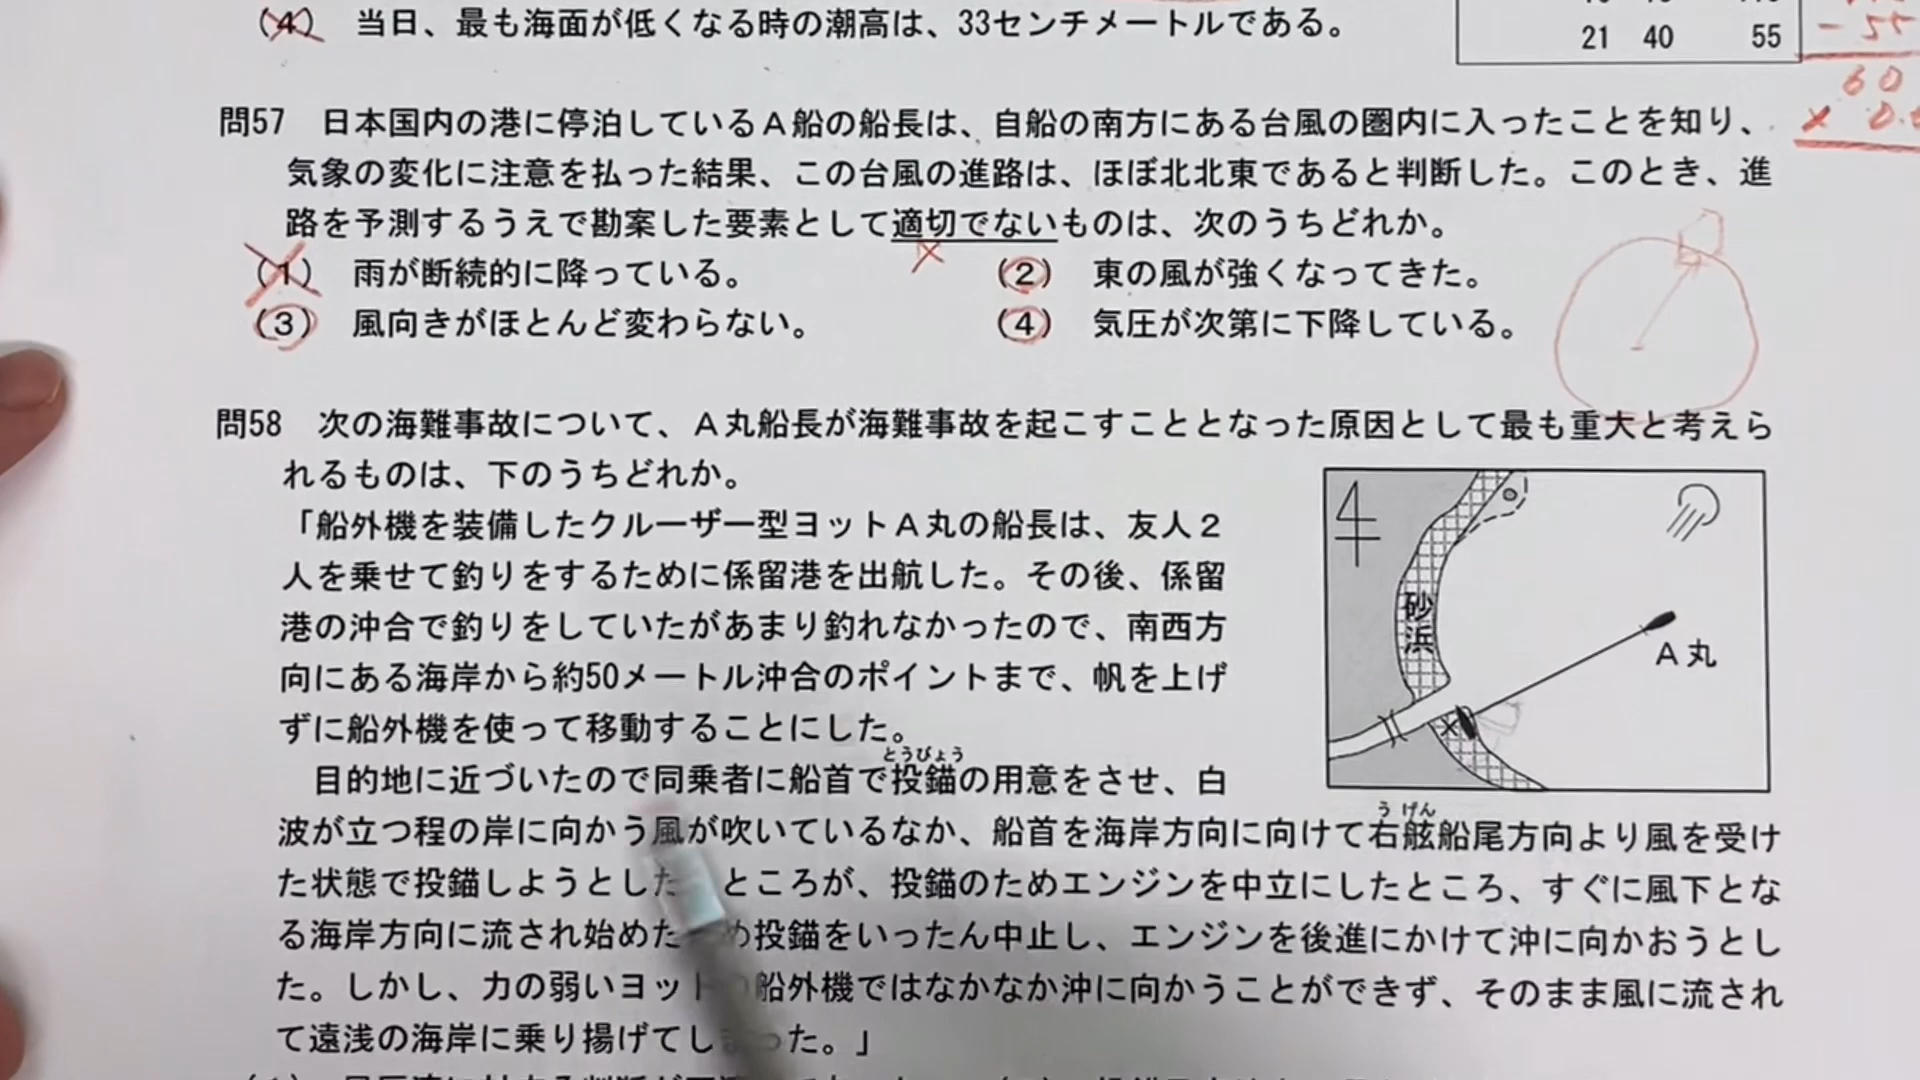 (4) 当日、最も海面が低くなる時の潮高は、33センチメートルである。
21 40 55
- 55
60
× 0.
問57 日本国内の港に停泊しているA船の船長は、自船の南方にある台風の圏内に入ったことを知り、
気象の変化に注意を払った結果、この台風の進路は、ほぼ北北東であると判断した。このとき、進
路を予測するうえで勘案した要素として適切でないものは、次のうちどれか。
(1) 雨が断続的に降っている。 (2) 東の風が強くなってきた。
(3) 風向きがほとんど変わらない。 (4) 気圧が次第に下降している。
問58 次の海難事故について、A丸船長が海難事故を起こすこととなった原因として最も重大と考えら
れるものは、下のうちどれか。
「船外機を装備したクルーザー型ヨットA丸の船長は、友人2
人を乗せて釣りをするために係留港を出航した。その後、係留
港の沖合で釣りをしていたがあまり釣れなかったので、南西方
向にある海岸から約50メートル沖合のポイントまで、帆を上げ
ずに船外機を使って移動することにした。
砂浜
A丸
とうびょう
目的地に近づいたので同乗者に船首で投錨の用意をさせ、白
うげん
波が立つ程の岸に向かう風が吹いているなか、船首を海岸方向に向けて右舷船尾方向より風を受け
た状態で投錨しようとした ところが、投錨のためエンジンを中立にしたところ、すぐに風下とな
る海岸方向に流され始めた め投錨をいったん中止し、エンジンを後進にかけて沖に向かおうとし
た。しかし、力の弱いヨット 船外機ではなかなか沖に向かうことができず、そのまま風に流され
て遠浅の海岸に乗り揚げてし った。」